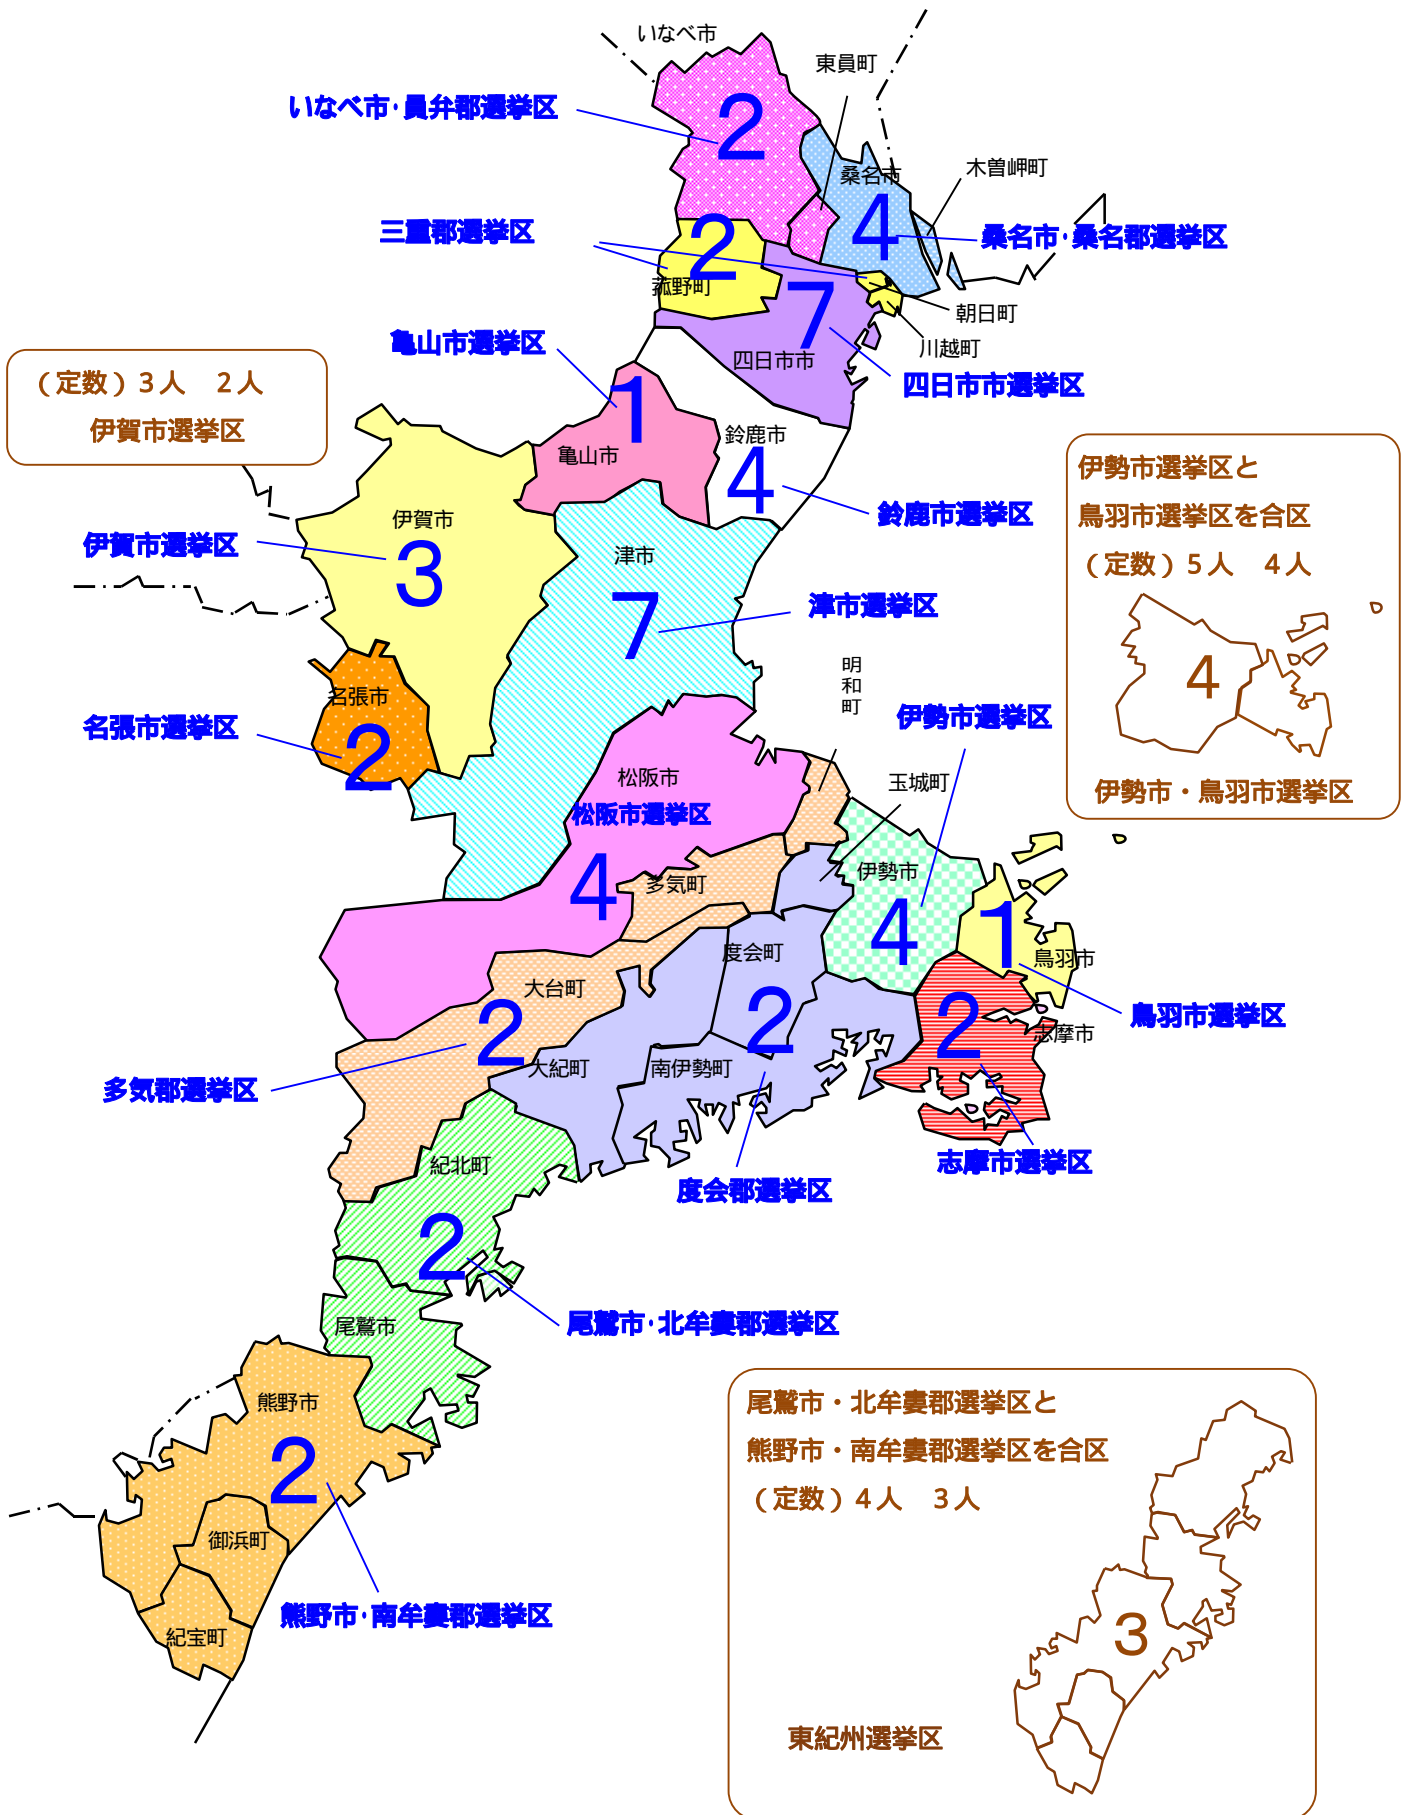 いなべ市
東員町
いなべ市・員弁郡選挙区
2
桑名市
木曽岬町
4
三重郡選挙区
2
桑名市・桑名郡選挙区
菰野町
7
朝日町
川越町
亀山市選挙区
四日市市
四日市市選挙区
（定数）３人　２人
伊賀市選挙区
1
亀山市
鈴鹿市
4
鈴鹿市選挙区
伊勢市選挙区と
鳥羽市選挙区を合区
（定数）５人　４人
4
伊勢市・鳥羽市選挙区
伊賀市
伊賀市選挙区
3
津市
7
津市選挙区
明和町
名張市
名張市選挙区
2
伊勢市選挙区
松阪市
松阪市選挙区
4
玉城町
多気町
伊勢市
4
1
鳥羽市
度会町
大台町
2
2
2
鳥羽市選挙区
志摩市
大紀町
南伊勢町
多気郡選挙区
志摩市選挙区
紀北町
度会郡選挙区
2
尾鷲市
尾鷲市・北牟婁郡選挙区
熊野市
2
御浜町
紀宝町
熊野市・南牟婁郡選挙区
尾鷲市・北牟婁郡選挙区と
熊野市・南牟婁郡選挙区を合区
（定数）４人　３人
3
東紀州選挙区